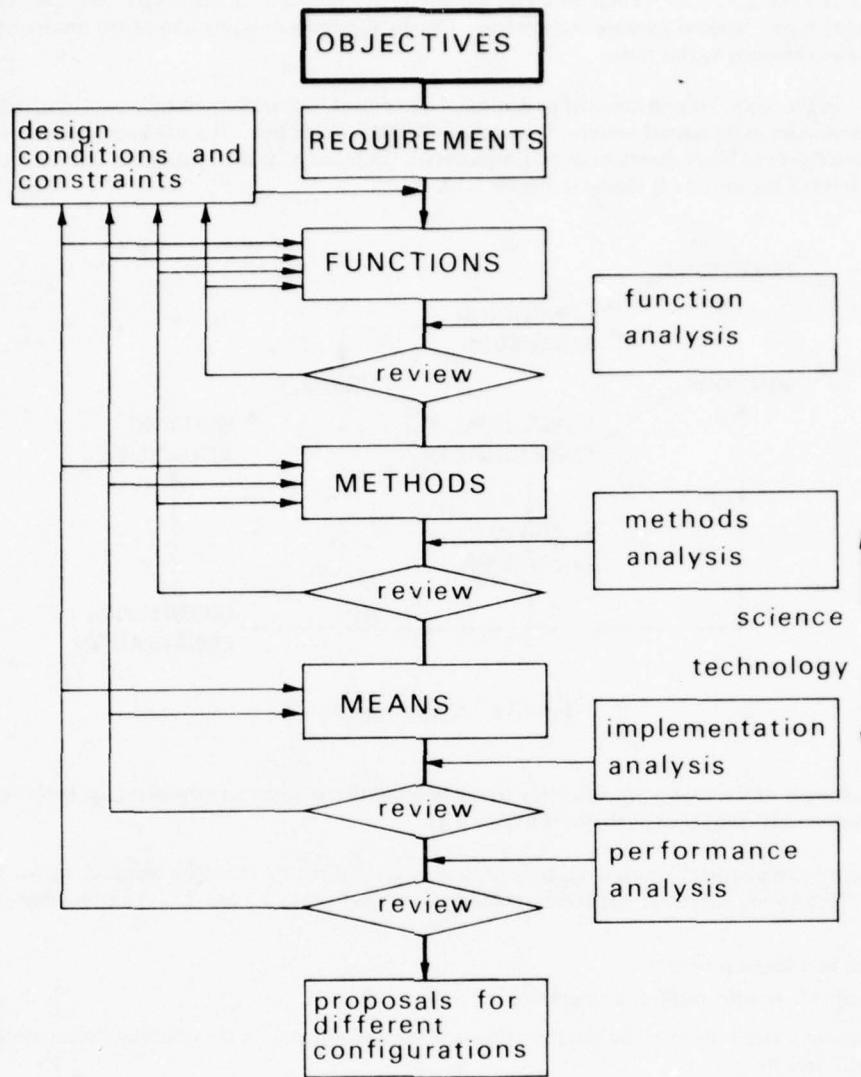 OBJECTIVES
design
conditions and
constraints
REQUIREMENTS
FUNCTIONS
function
analysis
review
METHODS
methods
analysis
review
science
technology
MEANS
implementation
analysis
review
performance
analysis
review
proposals for
different
configurations